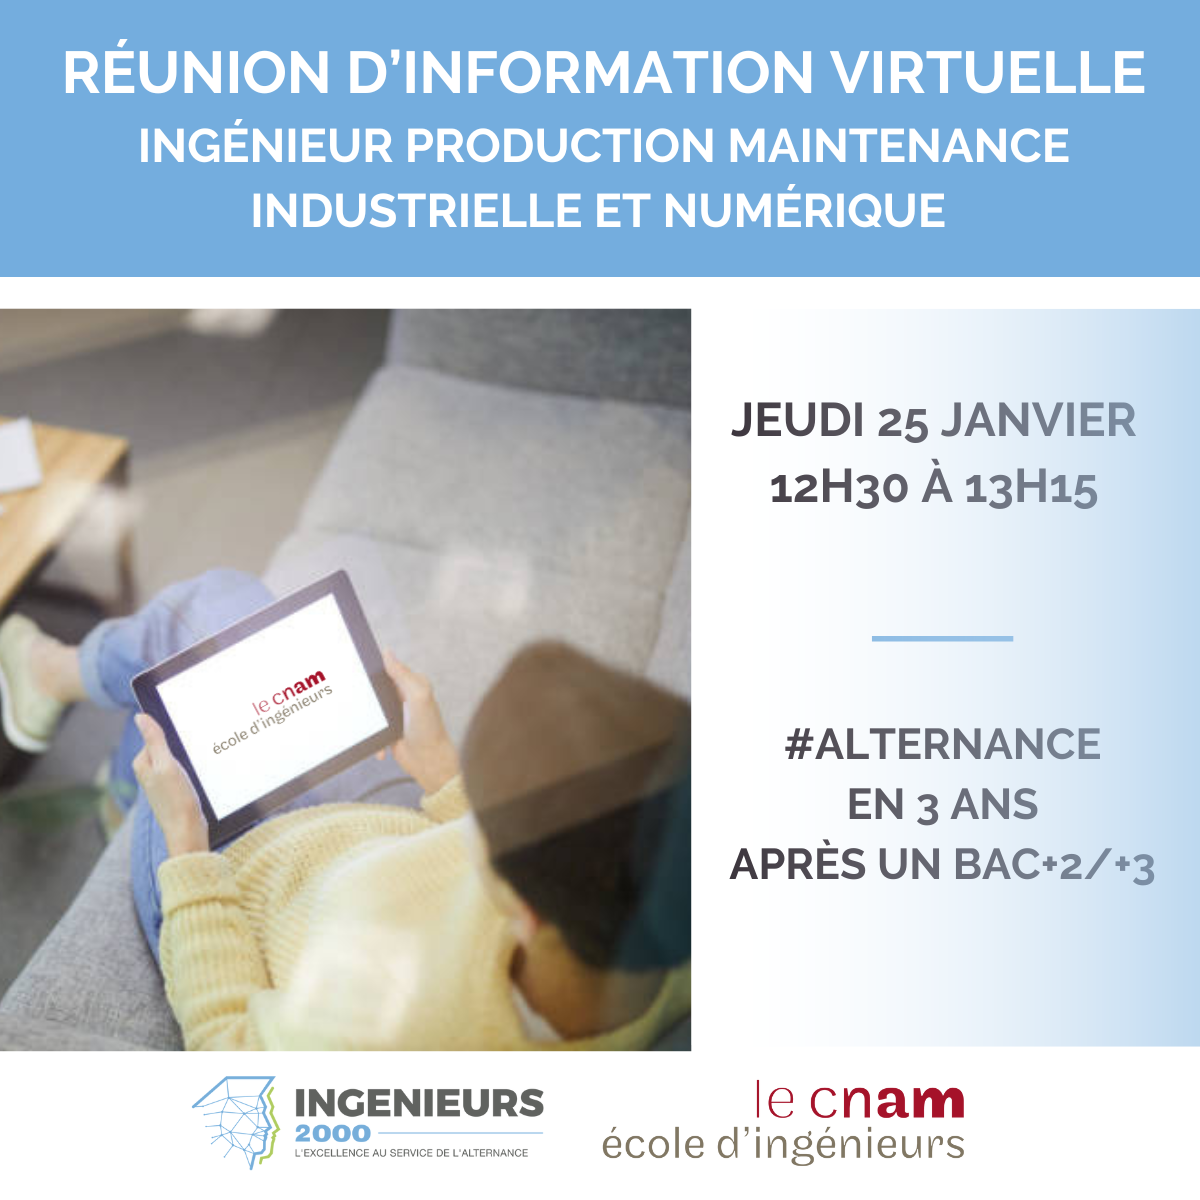 RÉUNION D’INFORMATION VIRTUELLE
INGÉNIEUR PRODUCTION MAINTENANCE
INDUSTRIELLE ET NUMÉRIQUE
JEUDI 25 JANVIER
12H30 À 13H15
#ALTERNANCE
EN 3 ANS
APRÈS UN BAC+2/+3
le cnam
école d'ingénieurs
INGENIEURS
2000
L'EXCELLENCE AU SERVICE DE L'ALTERNANCE
le cnam
école d'ingénieurs